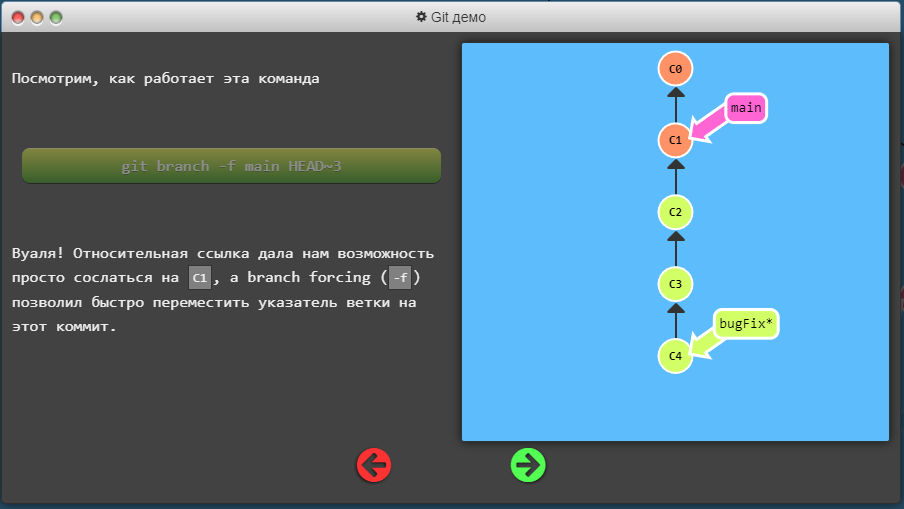 Git демо
Посмотрим, как работает эта команда
git branch -f main HEAD~3
Вуаля! Относительная ссылка дала нам возможность
просто сослаться на C1, а branch forcing (-f)
позволил быстро переместить указатель ветки на
этот коммит.
C0
main
C1
C2
C3
bugFix*
C4